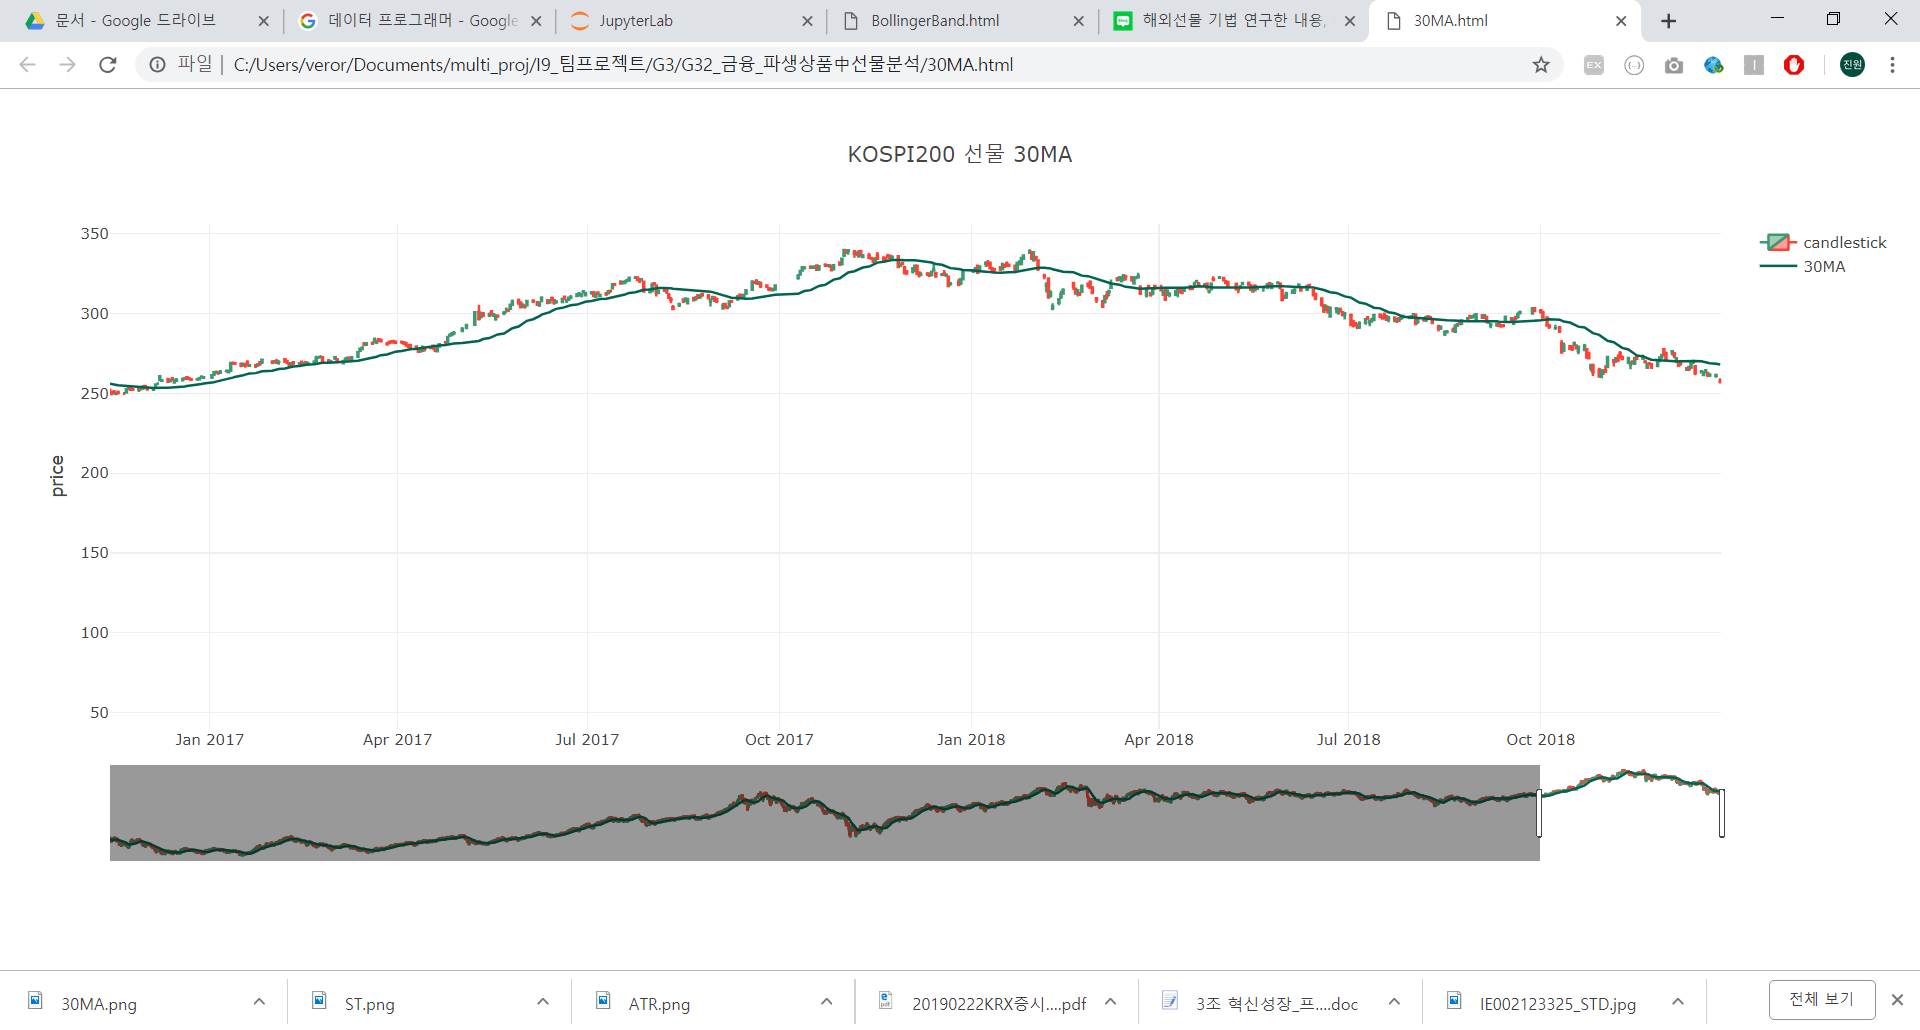 문서 - Google 드라이브
데이터 프로그래머 - Google
JupyterLab
BollingerBand.html
해외선물 기법 연구한 내용,
30MA.html
파일 | C:/Users/veror/Documents/multi_proj/I9_팀프로젝트/G3/G32_금융_파생상품中선물분석/30MA.html
EX
진원
KOSPI200 선물 30MA
candlestick
30MA
price
350
300
250
200
150
100
50
Jan 2017
Apr 2017
Jul 2017
Oct 2017
Jan 2018
Apr 2018
Jul 2018
Oct 2018
30MA.png
ST.png
ATR.png
20190222KRX증시....pdf
3조 혁신성장_프....doc
IE002123325_STD.jpg
전체 보기